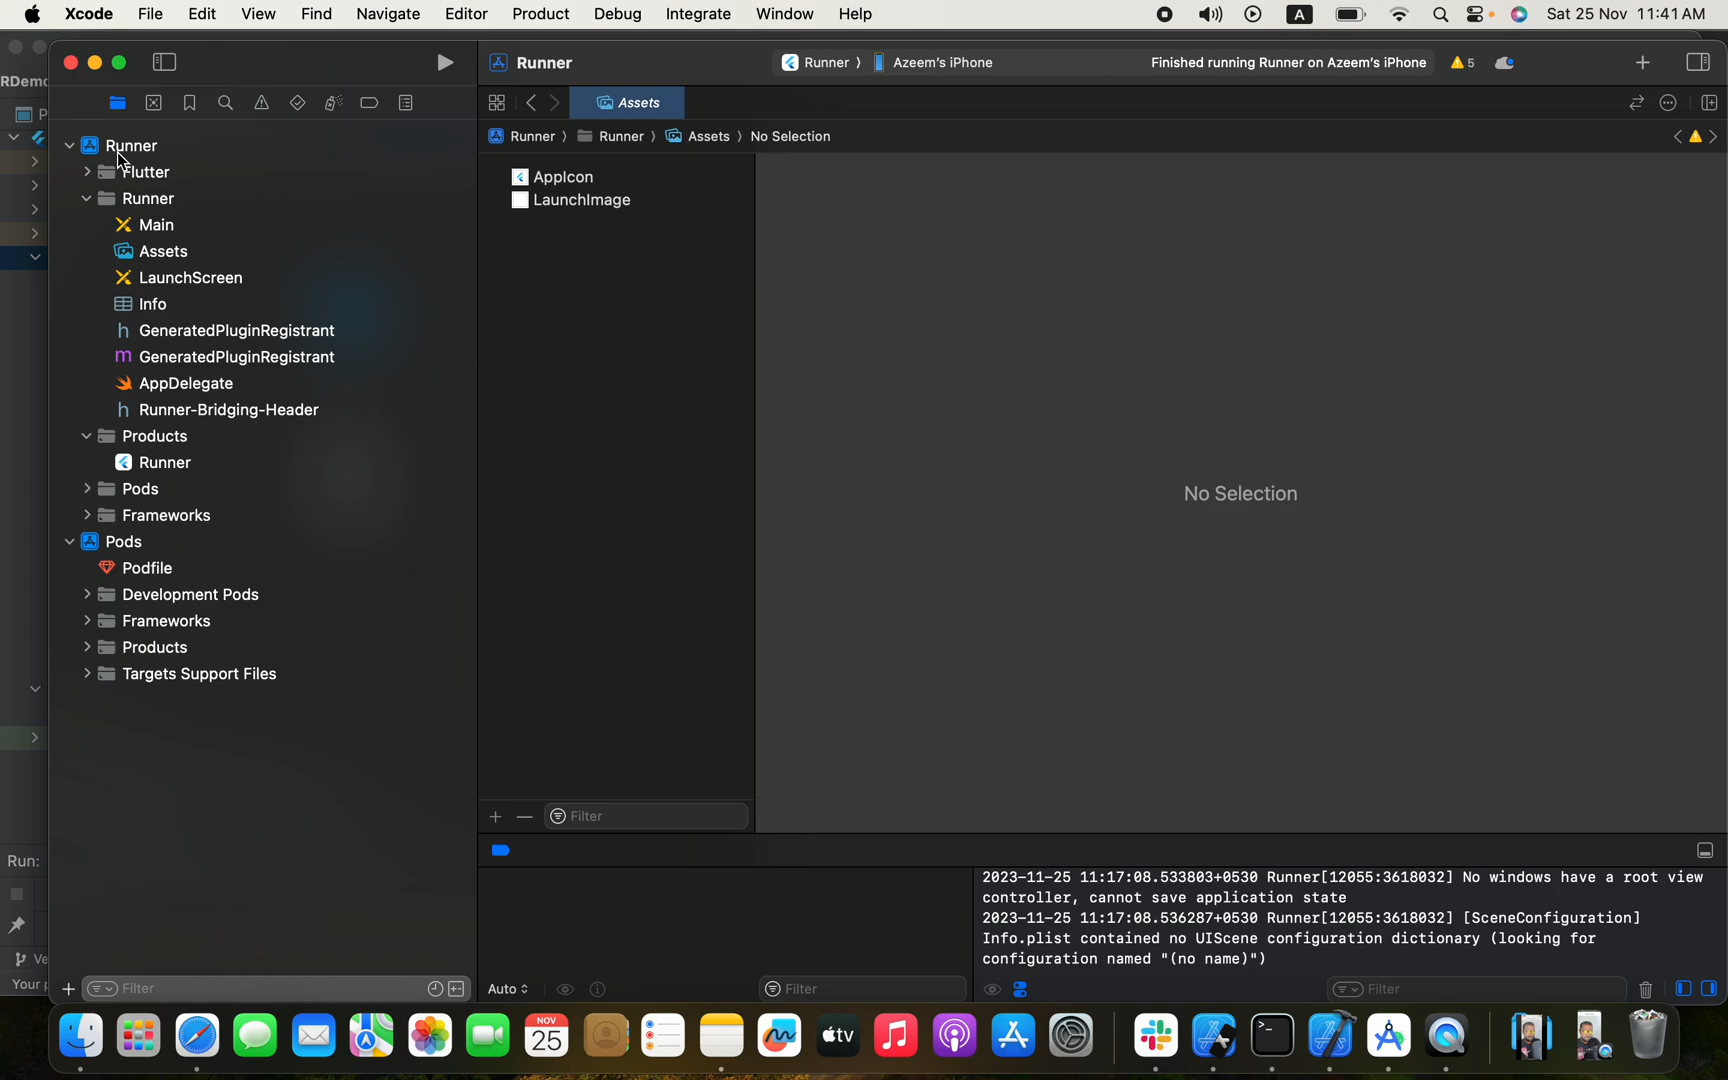 Xcode File Edit View Find Navigate Editor Product Debug Integrate Window Help A Sat 25 Nov 11:41 AM
RDemo
Runner Runner Azeem's iPhone Finished running Runner on Azeem's iPhone 5
Assets
Runner Runner Assets No Selection
Runner
Flutter
Runner
Main
Assets
LaunchScreen
Info
h GeneratedPluginRegistrant
m GeneratedPluginRegistrant
AppDelegate
h Runner-Bridging-Header
Products
Runner
Pods
Frameworks
Pods
Podfile
Development Pods
Frameworks
Products
Targets Support Files
AppIcon
LaunchImage
No Selection
Filter
Run:
2023-11-25 11:17:08.533803+0530 Runner[12055:3618032] No windows have a root view
controller, cannot save application state
2023-11-25 11:17:08.536287+0530 Runner[12055:3618032] [SceneConfiguration]
Info.plist contained no UIScene configuration dictionary (looking for
configuration named "(no name)")
Ve
Your
Filter
Auto Filter Filter
NOV
25
tv